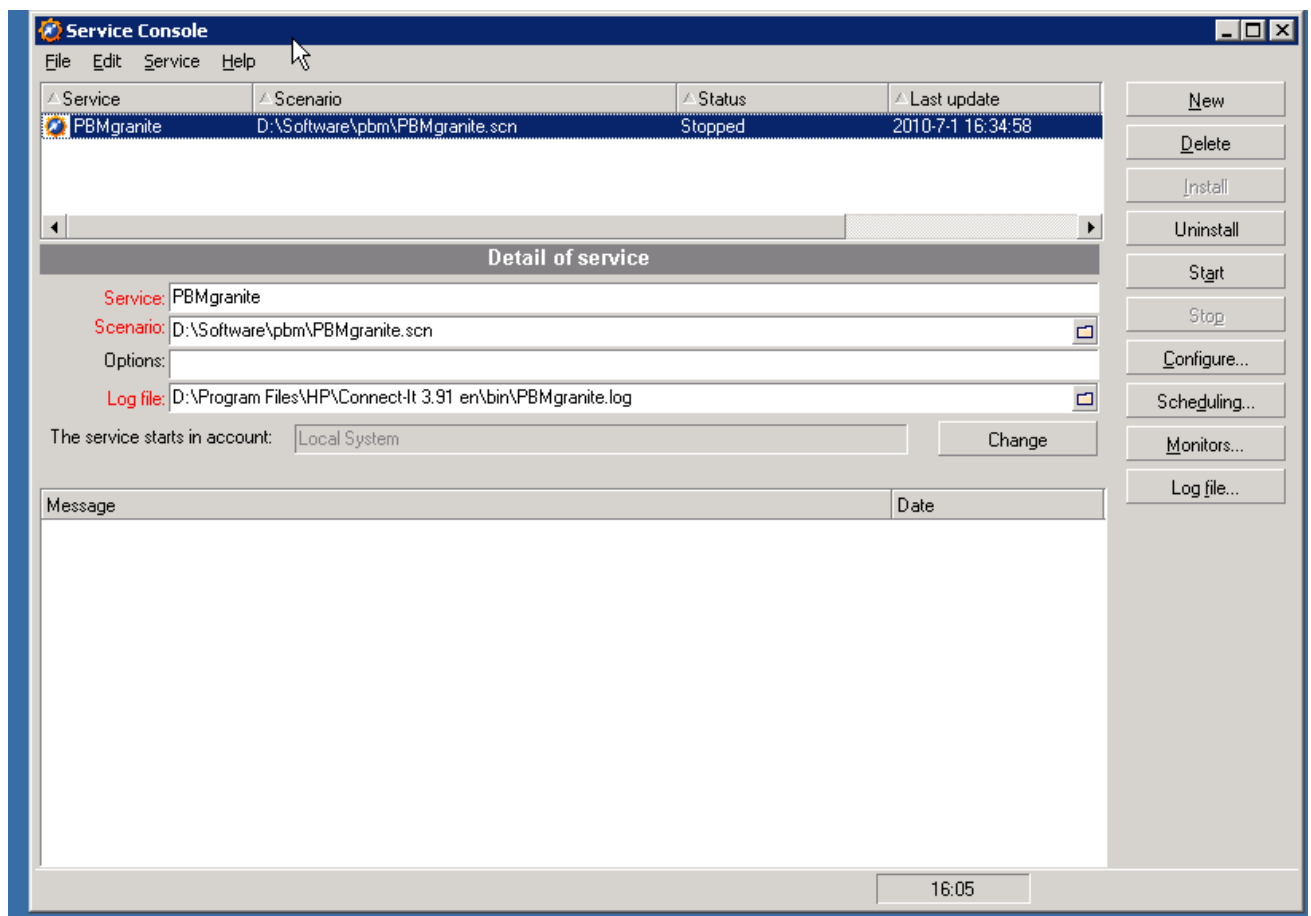 Service Console
File Edit Service Help
Service Scenario Status Last update
PBMgranite D:\Software\pbm\PBMgranite.scn Stopped 2010-7-1 16:34:58
New
Delete
Install
Uninstall
Start
Stop
Configure...
Scheduling...
Monitors...
Log file...
Detail of service
Service: PBMgranite
Scenario: D:\Software\pbm\PBMgranite.scn
Options:
Log file: D:\Program Files\HP\Connect-It 3.91 en\bin\PBMgranite.log
The service starts in account: Local System Change
Message Date
16:05